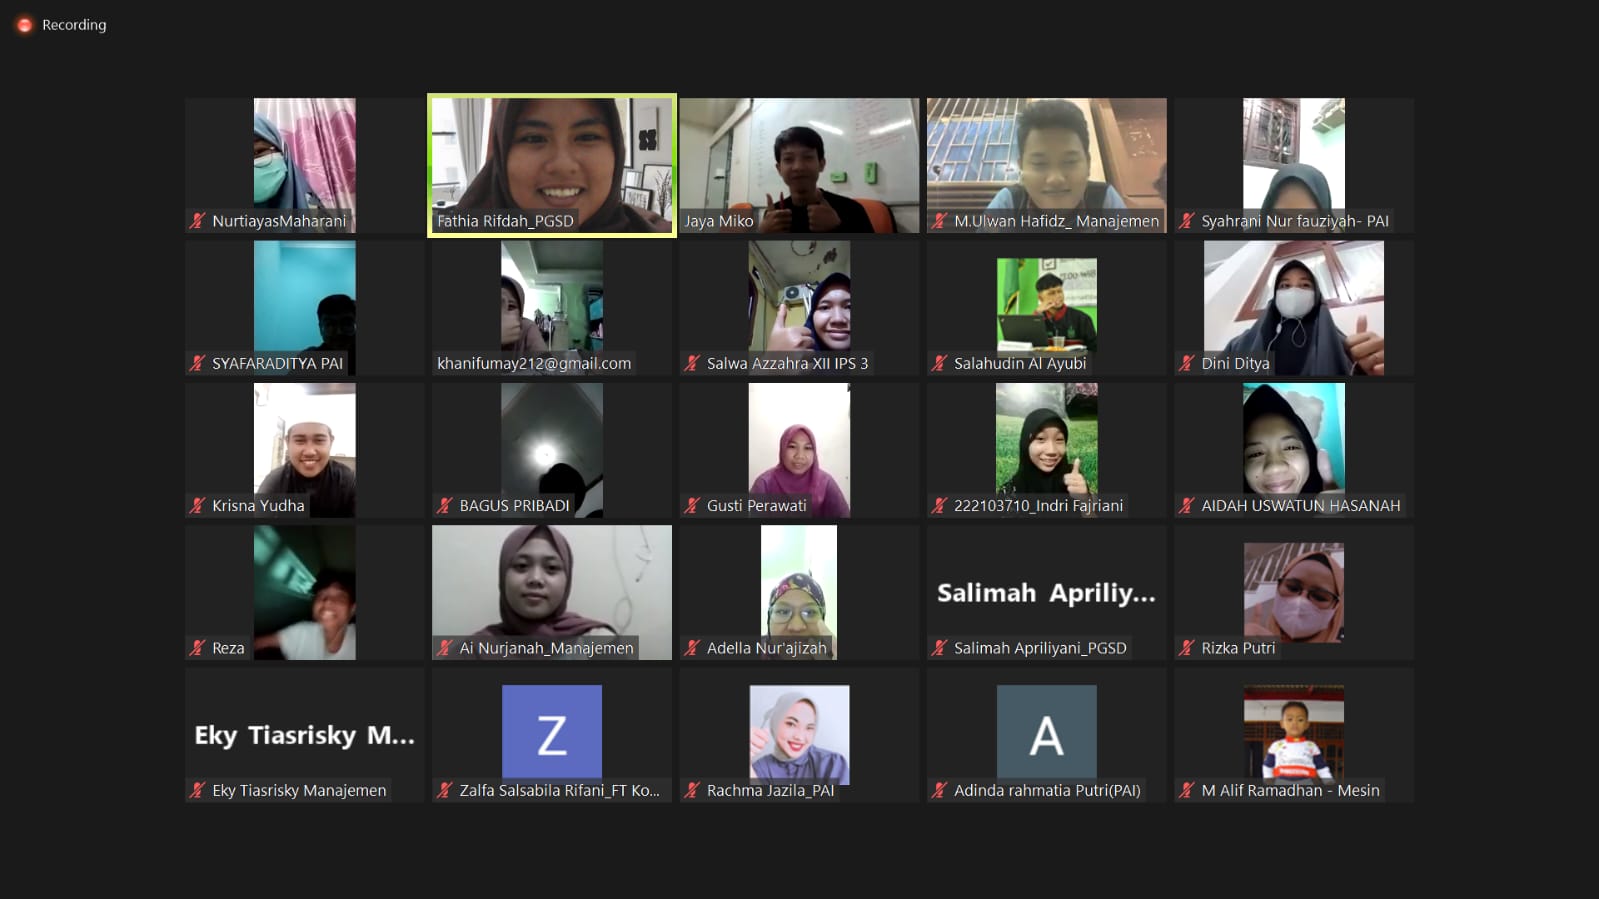 Recording
NurtiayasMaharani
Fathia Rifdah_PGSD
Jaya Miko
M.Ulwan Hafidz_ Manajemen
Syahrani Nur fauziyah- PAI
SYAFARADITYA PAI
khanifumay212@gmail.com
Salwa Azzahra XII IPS 3
Salahudin Al Ayubi
Dini Ditya
Krisna Yudha
BAGUS PRIBADI
Gusti Perawati
222103710_Indri Fajriani
AIDAH USWATUN HASANAH
Reza
Ai Nurjanah_Manajemen
Adella Nur'ajizah
Salimah Apriliy...
Salimah Apriliyani_PGSD
Rizka Putri
Eky Tiasrisky M...
Eky Tiasrisky Manajemen
Z
Zalfa Salsabila Rifani_FT Ko...
Rachma Jazila_PAI
A
Adinda rahmatia Putri(PAI)
M Alif Ramadhan - Mesin